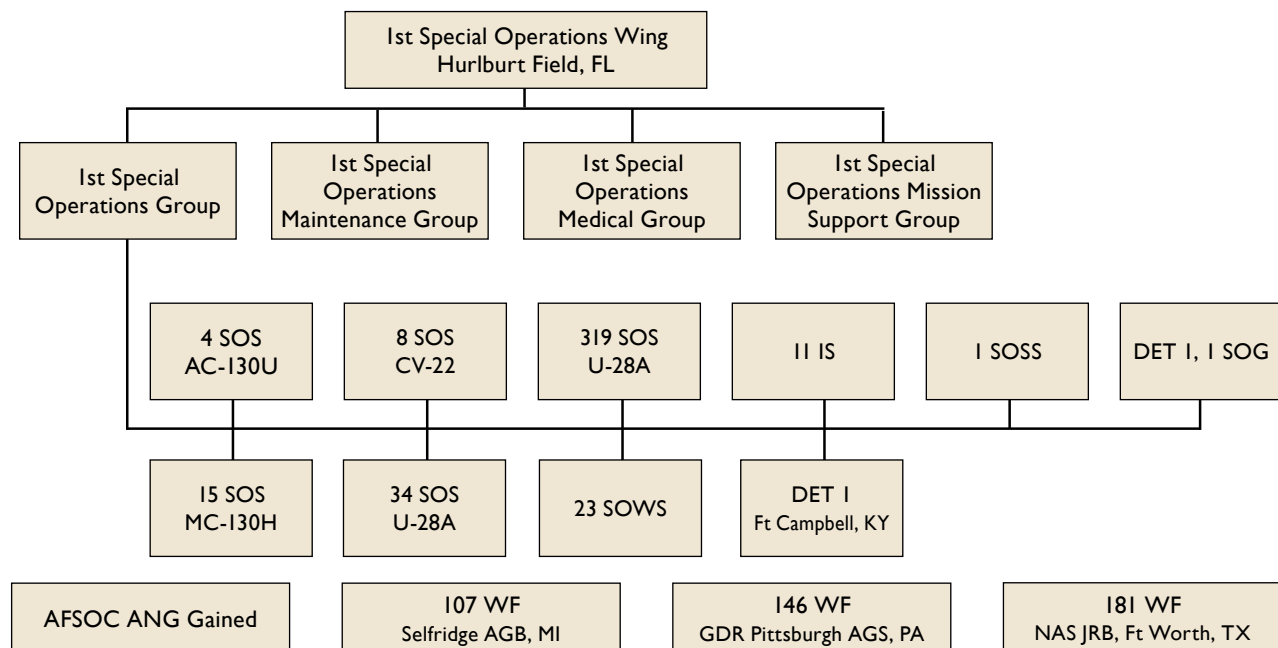 1st Special Operations Wing
Hurlburt Field, FL
1st Special
Operations Group
1st Special
Operations
Maintenance Group
1st Special
Operations
Medical Group
1st Special
Operations Mission
Support Group
4 SOS
AC-130U
8 SOS
CV-22
319 SOS
U-28A
11 IS
1 SOSS
DET 1, 1 SOG
15 SOS
MC-130H
34 SOS
U-28A
23 SOWS
DET 1
Ft Campbell, KY
AFSOC ANG Gained
107 WF
Selfridge AGB, MI
146 WF
GDR Pittsburgh AGS, PA
181 WF
NAS JRB, Ft Worth, TX